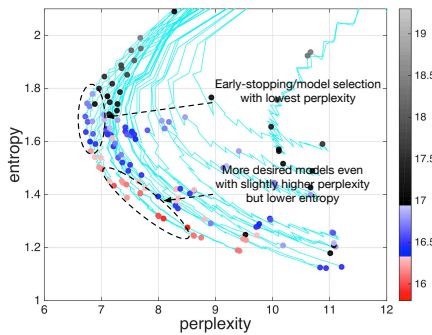 2
1.8
1.6
1.4
1.2
1
6
7
8
9
10
11
12
entropy
perplexity
Early-stopping/model selection
with lowest perplexity
More desired models even
with slightly higher perplexity
but lower entropy
19
18.5
18
17.5
17
16.5
16